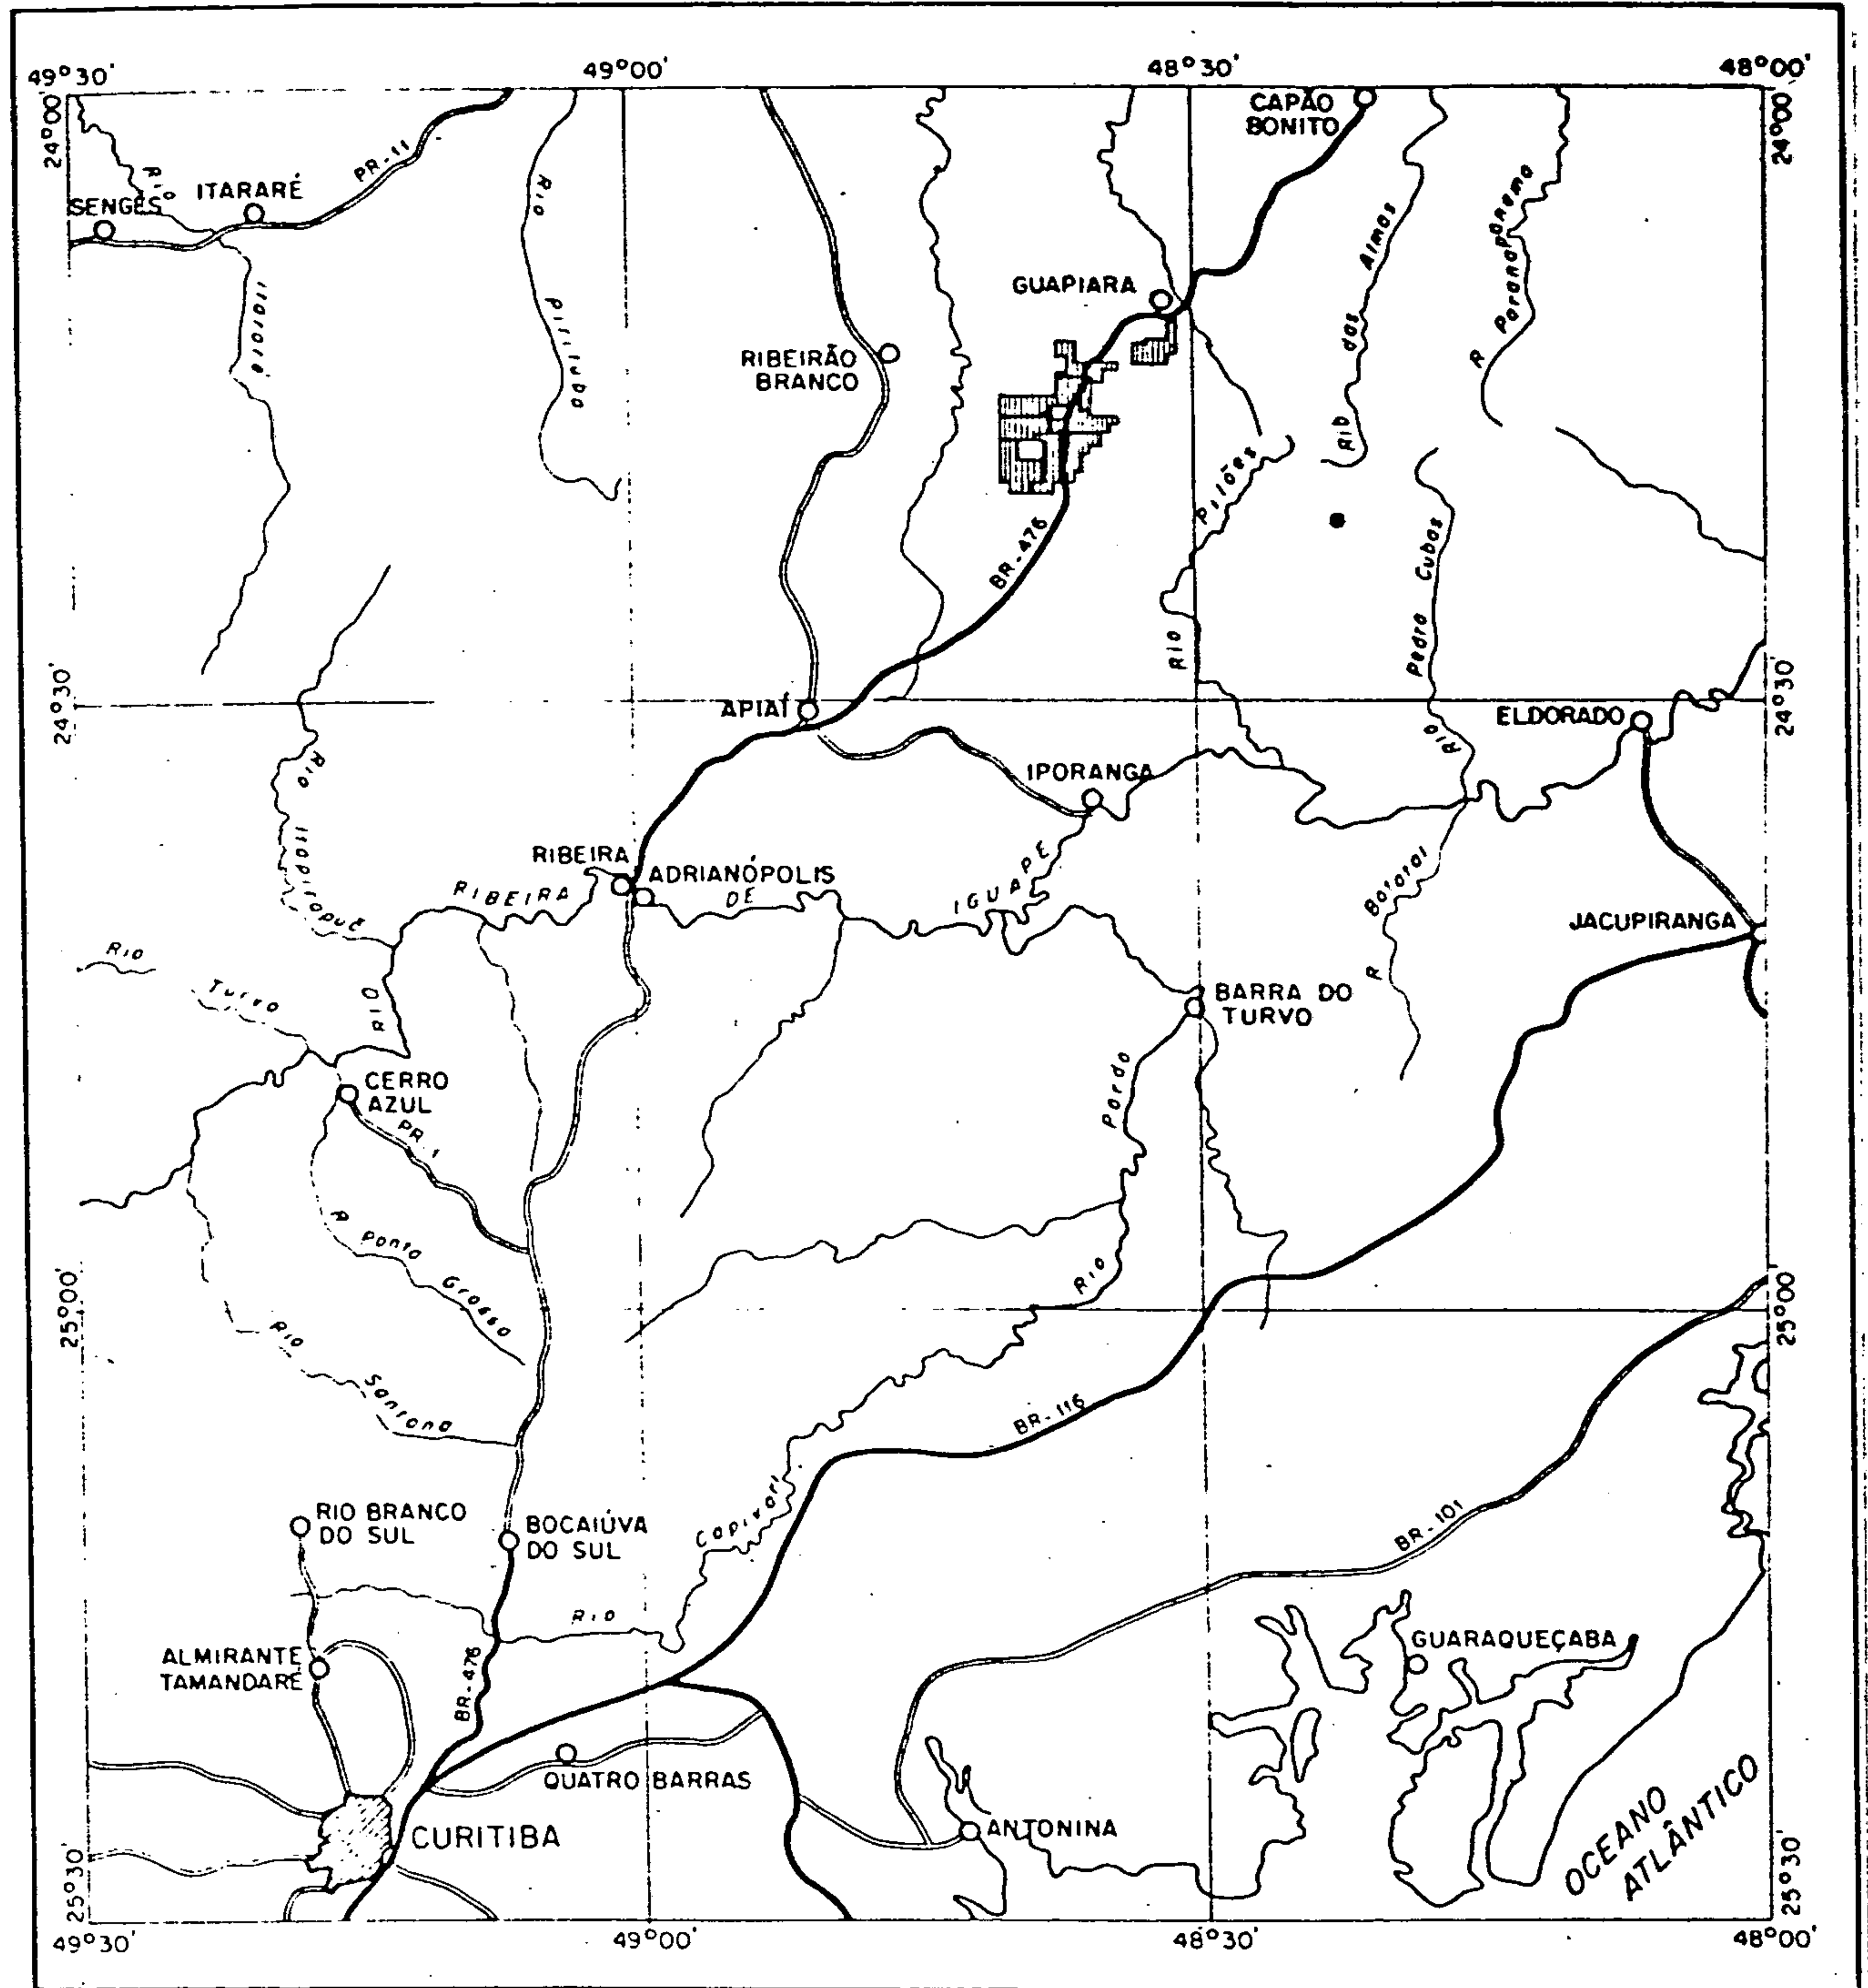 49°30'
49°00'
48°30'
48°00'
24°00'
24°00'
CAPÃO
BONITO
PR-11
RIO
ITARARÉ
SENGÉS
Rio
Itararé
Pirituba
Rib das Almas
R Paranapanema
GUAPIARA
RIBEIRÃO
BRANCO
Rio Pilões
BR-476
Rio Pedro Cubas
24°30'
24°30'
APIAÍ
ELDORADO
IPORANGA
Rio Itapirapuê
RIBEIRA
ADRIANÓPOLIS
RIO RIBEIRA DE IGUAPE
R Batatal
JACUPIRANGA
Rio Turvo
BARRA DO
TURVO
CERRO
AZUL
PR-1
Rio Pardo
R Ponta Grossa
25°00'
25°00'
Rio Santana
BR-116
RIO BRANCO
DO SUL
BOCAIÚVA
DO SUL
Rio Capivari
BR-101
ALMIRANTE
TAMANDARÉ
BR-476
GUARAQUEÇABA
QUATRO BARRAS
CURITIBA
ANTONINA
OCEANO
ATLÂNTICO
25°30'
25°30'
49°30'
49°00'
48°30'
48°00'